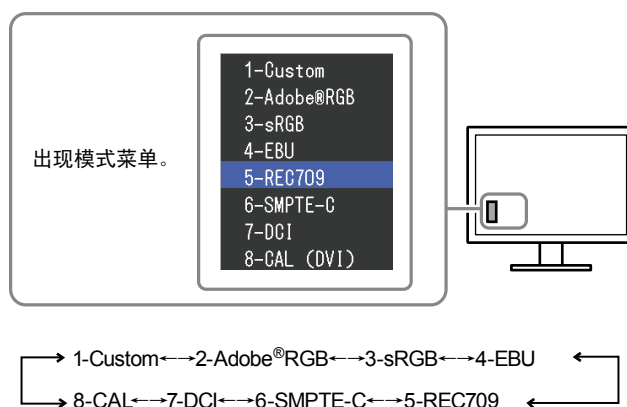 出现模式菜单。
1-Custom
2-Adobe®RGB
3-sRGB
4-EBU
5-REC709
6-SMPTE-C
7-DCI
8-CAL (DVI)
1-Custom←→2-Adobe®RGB←→3-sRGB←→4-EBU
8-CAL←→7-DCI←→6-SMPTE-C←→5-REC709